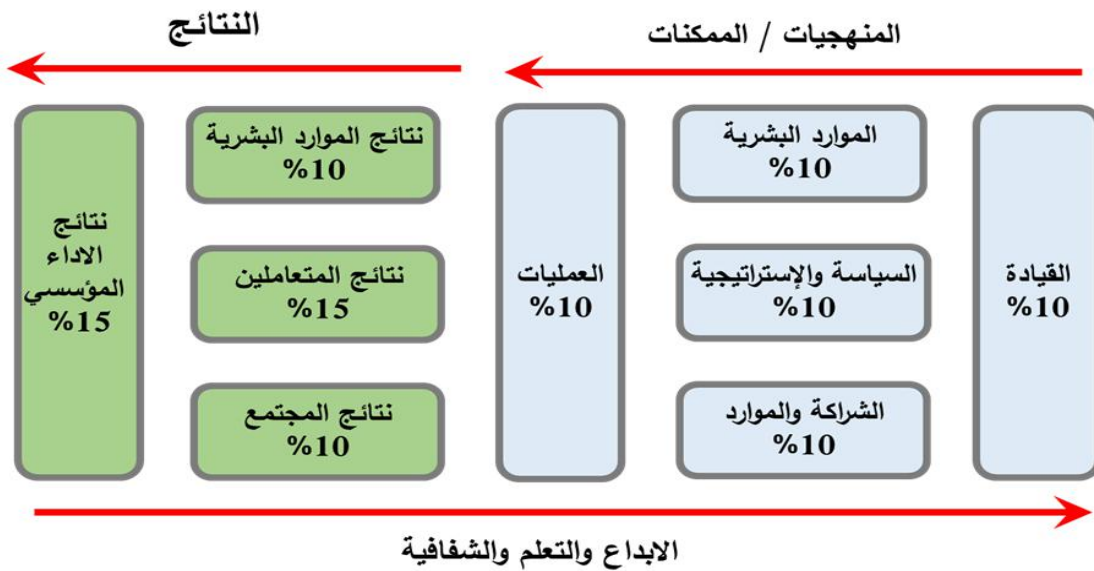 المنهجيات / الممكنات
النتائج
القيادة
%10
الموارد البشرية
%10
السياسة والإستراتيجية
%10
الشراكة والموارد
%10
العمليات
%10
نتائج الموارد البشرية
%10
نتائج المتعاملين
%15
نتائج المجتمع
%10
نتائج
الاداء
المؤسسي
%15
الابداع والتعلم والشفافية